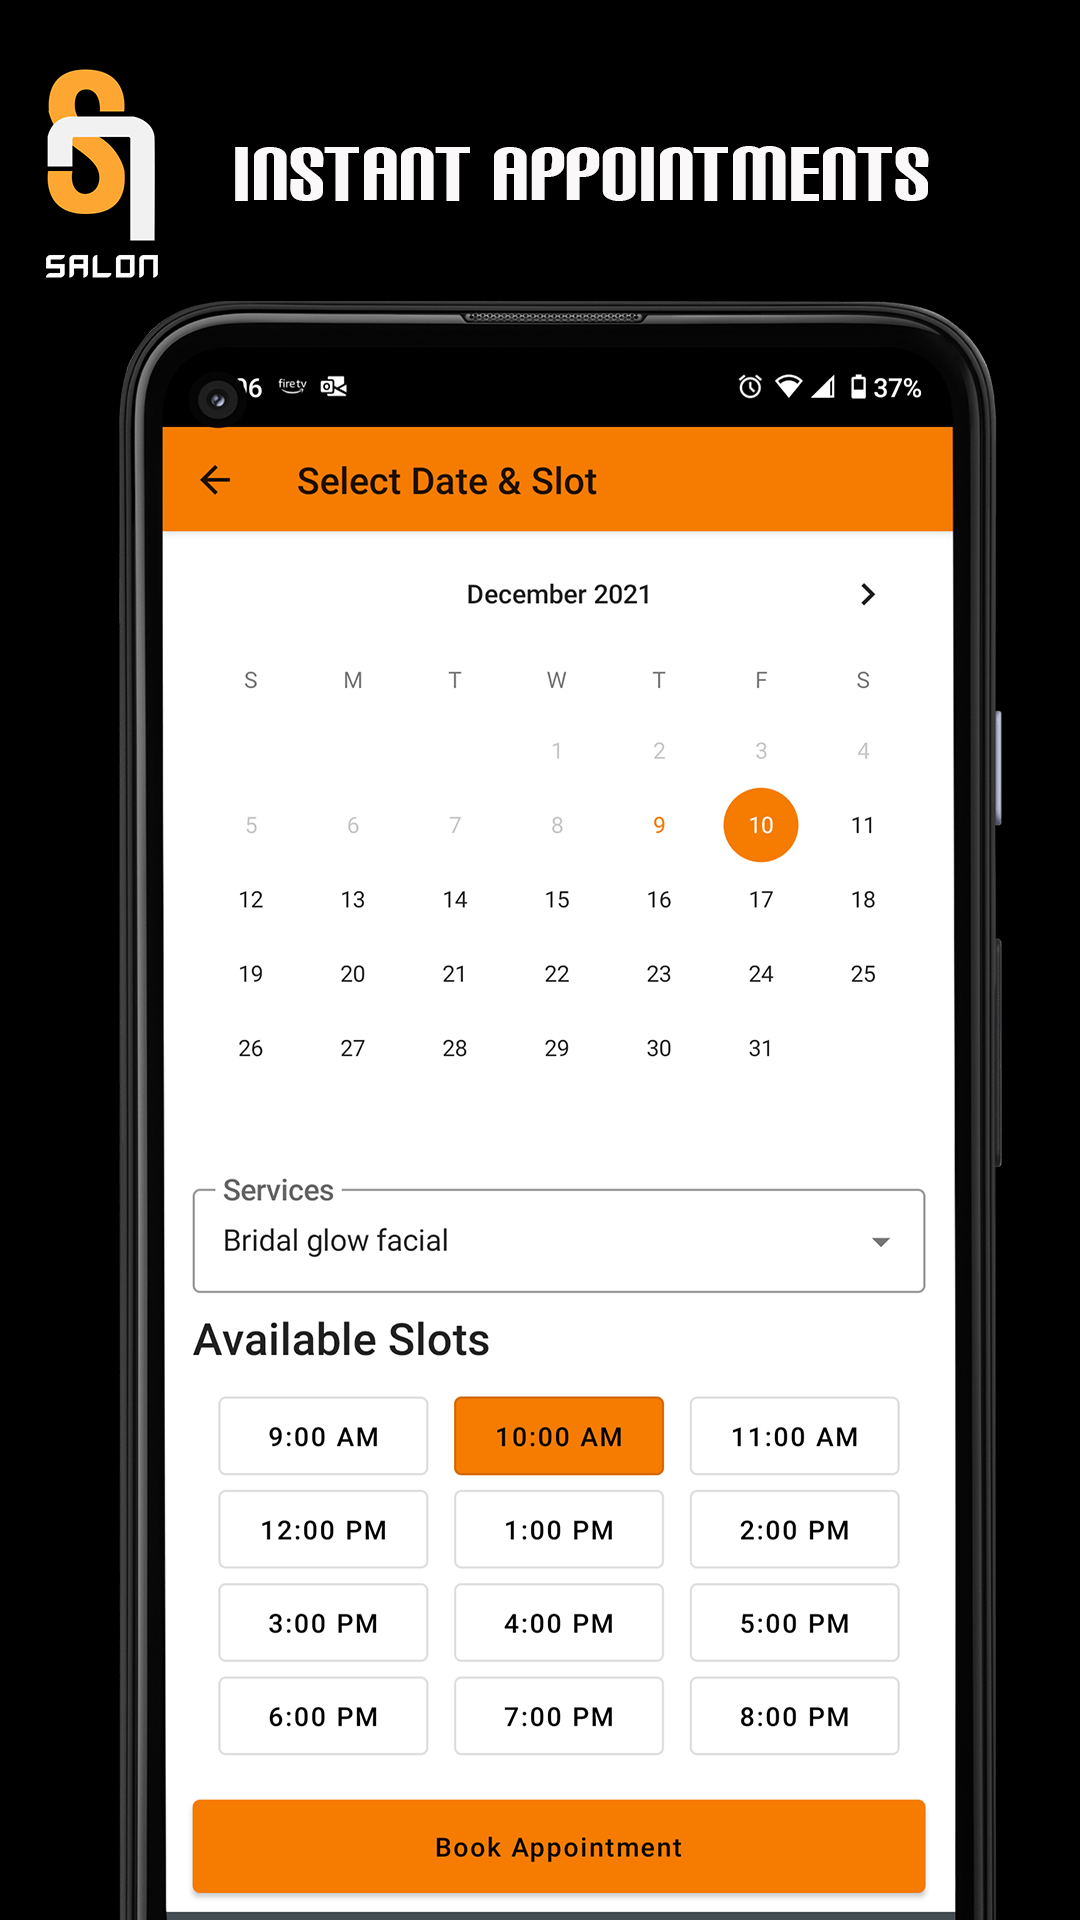 SALON
INSTANT APPOINTMENTS
fire tv
37%
Select Date & Slot
December 2021
S M T W T F S
1 2 3 4
5 6 7 8 9 10 11
12 13 14 15 16 17 18
19 20 21 22 23 24 25
26 27 28 29 30 31
Services
Bridal glow facial
Available Slots
9:00 AM 10:00 AM 11:00 AM
12:00 PM 1:00 PM 2:00 PM
3:00 PM 4:00 PM 5:00 PM
6:00 PM 7:00 PM 8:00 PM
Book Appointment